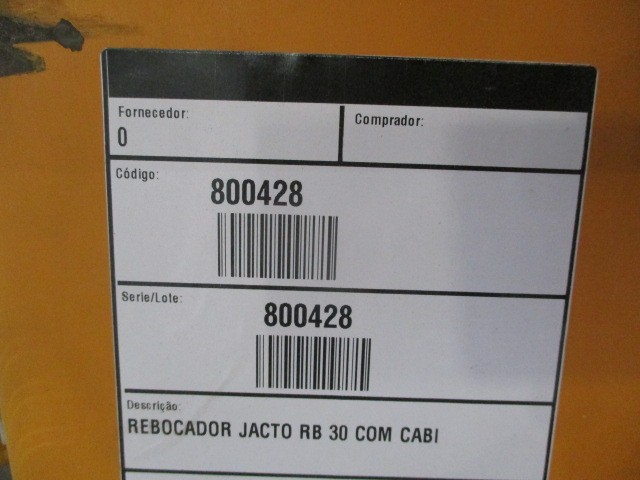 Fornecedor:
0
Comprador:
Código:
800428
Serie/Lote:
800428
Descrição:
REBOCADOR JACTO RB 30 COM CABI